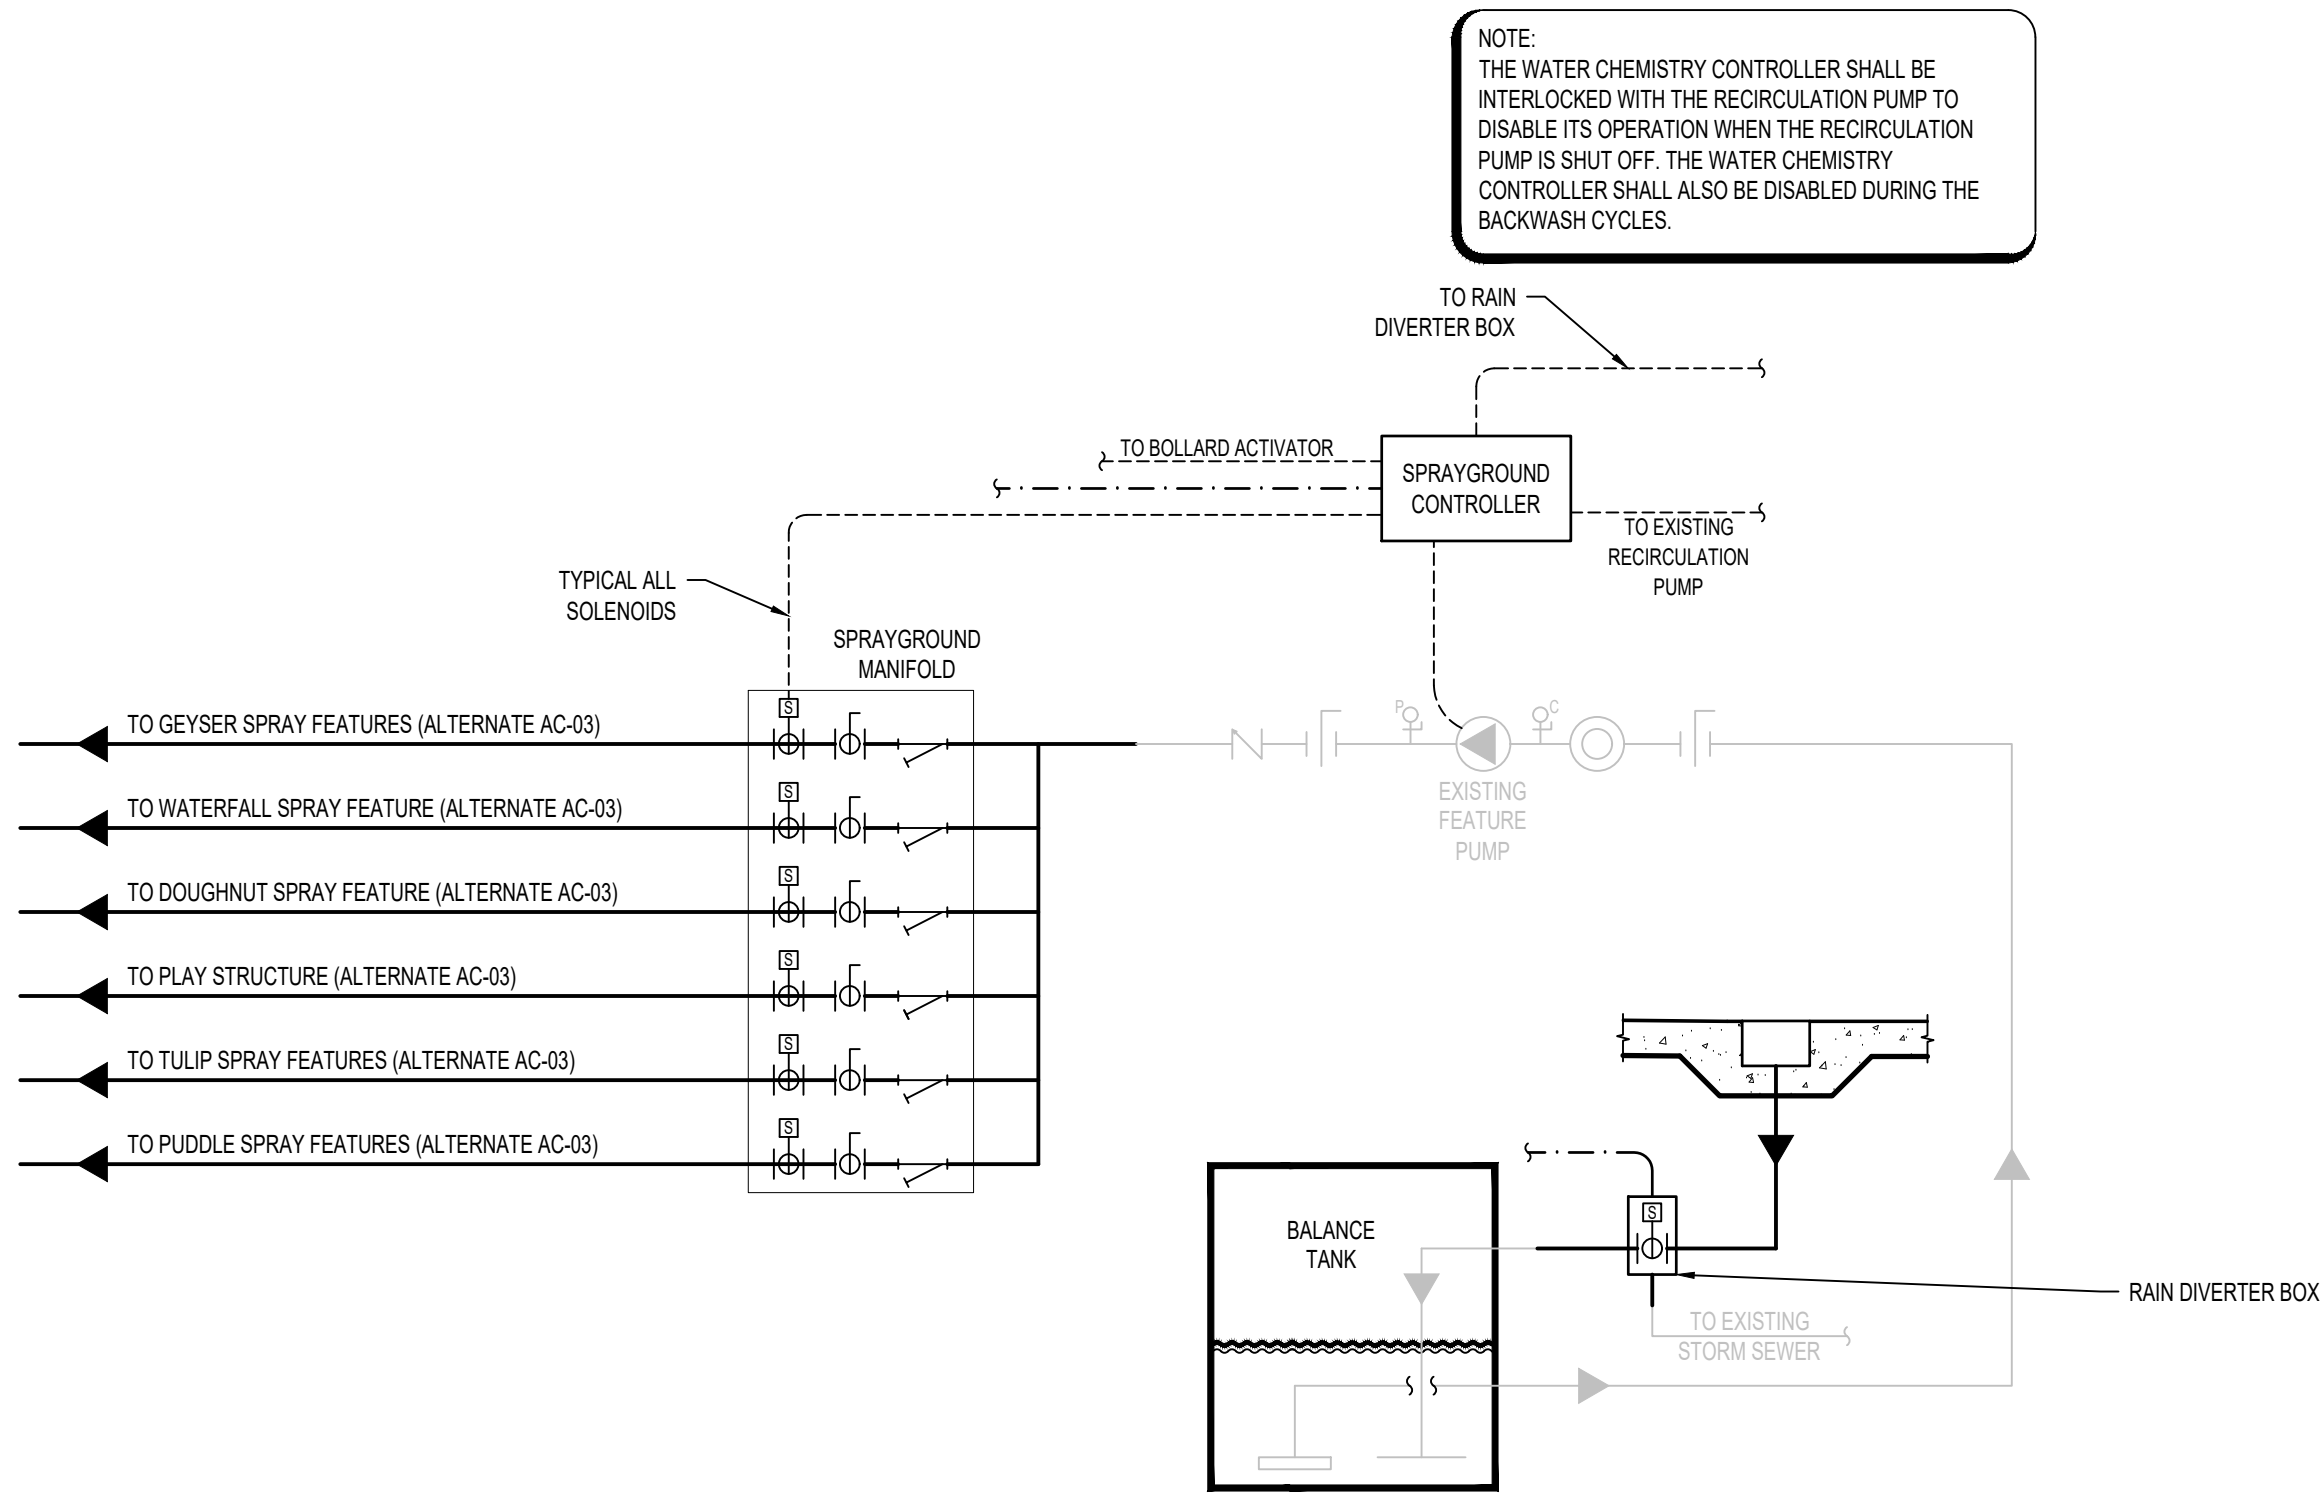 NOTE:
THE WATER CHEMISTRY CONTROLLER SHALL BE
INTERLOCKED WITH THE RECIRCULATION PUMP TO
DISABLE ITS OPERATION WHEN THE RECIRCULATION
PUMP IS SHUT OFF. THE WATER CHEMISTRY
CONTROLLER SHALL ALSO BE DISABLED DURING THE
BACKWASH CYCLES.
TO RAIN
DIVERTER BOX
TO BOLLARD ACTIVATOR
SPRAYGROUND
CONTROLLER
TO EXISTING
RECIRCULATION
PUMP
TYPICAL ALL
SOLENOIDS
SPRAYGROUND
MANIFOLD
S
TO GEYSER SPRAY FEATURES (ALTERNATE AC-03)
P
C
EXISTING
FEATURE
PUMP
S
TO WATERFALL SPRAY FEATURE (ALTERNATE AC-03)
S
TO DOUGHNUT SPRAY FEATURE (ALTERNATE AC-03)
S
TO PLAY STRUCTURE (ALTERNATE AC-03)
S
TO TULIP SPRAY FEATURES (ALTERNATE AC-03)
S
TO PUDDLE SPRAY FEATURES (ALTERNATE AC-03)
BALANCE
TANK
S
RAIN DIVERTER BOX
TO EXISTING
STORM SEWER